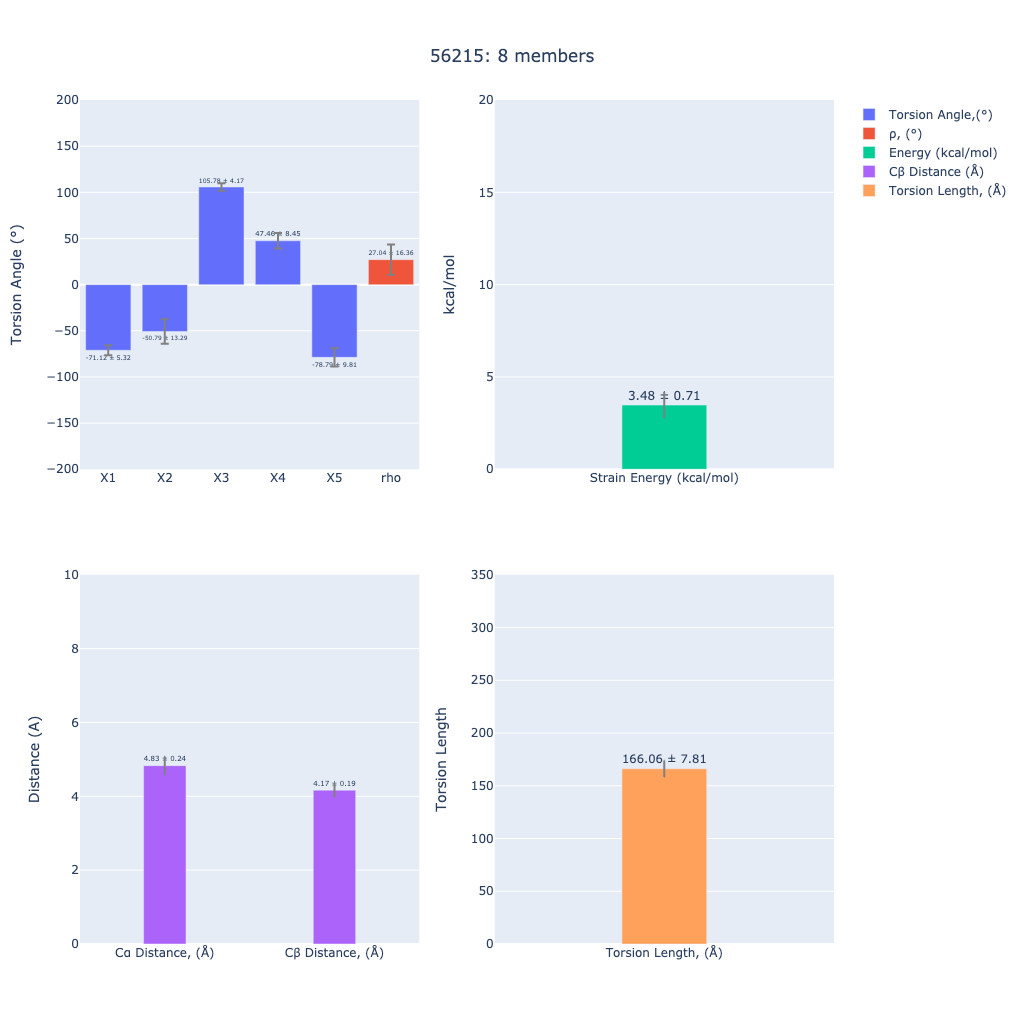 56215: 8 members
Torsion Angle (°)
200
150
100
50
0
−50
−100
−150
−200
105.78 ± 4.17
47.46 ± 8.45
27.04 ± 16.36
-50.79 ± 13.29
-71.12 ± 5.32
-78.79 ± 9.81
X1 X2 X3 X4 X5 rho
kcal/mol
20
15
10
5
0
3.48 ± 0.71
Strain Energy (kcal/mol)
Torsion Angle,(°)
ρ, (°)
Energy (kcal/mol)
Cβ Distance (Å)
Torsion Length, (Å)
Distance (A)
10
8
6
4
2
0
4.83 ± 0.24
4.17 ± 0.19
Cα Distance, (Å) Cβ Distance, (Å)
Torsion Length
350
300
250
200
150
100
50
0
166.06 ± 7.81
Torsion Length, (Å)